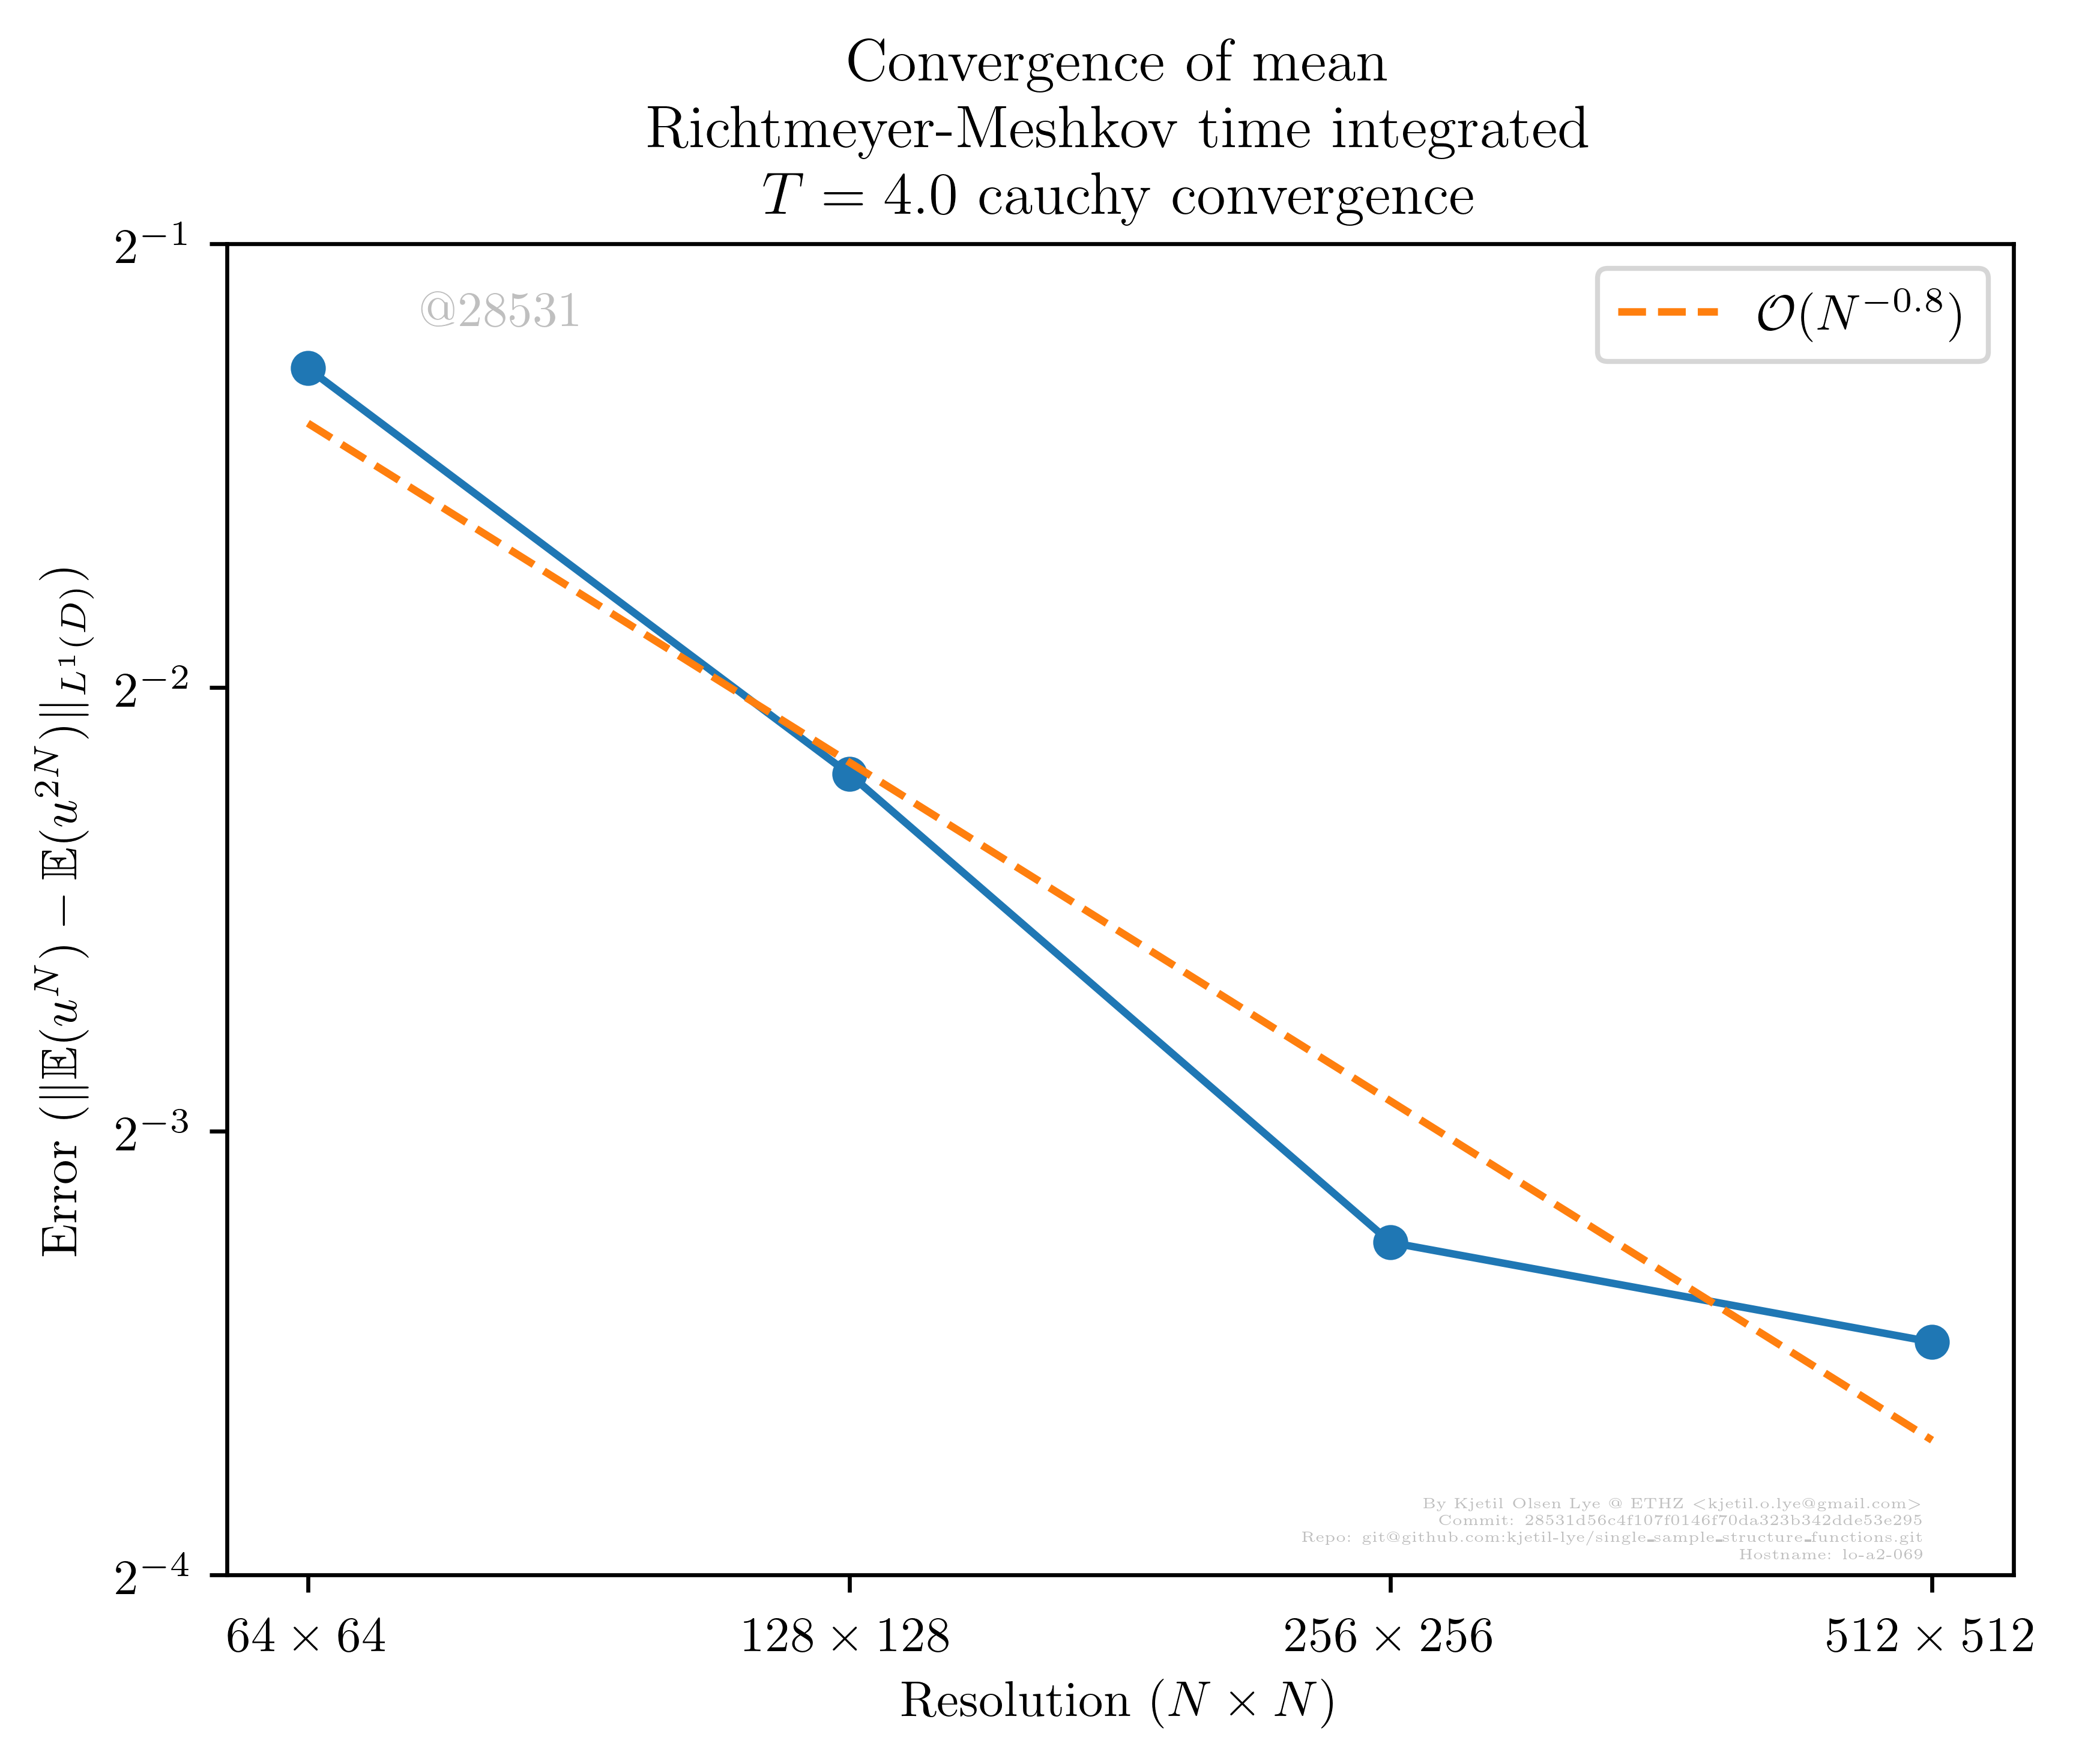 Convergence of mean
Richtmeyer-Meshkov time integrated
T = 4.0 cauchy convergence
2^{-1}
@28531
O(N^{-0.8})
2^{-2}
Error (||𝔼(u^N) − 𝔼(u^{2N})||_{L^1(D)})
2^{-3}
By Kjetil Olsen Lye @ ETHZ <kjetil.o.lye@gmail.com>
Commit: 28531d56c4f107f0146f70da323b342dde53e295
Repo: git@github.com:kjetil-lye/single_sample_structure_functions.git
Hostname: lo-a2-069
2^{-4}
64 × 64
128 × 128
256 × 256
512 × 512
Resolution (N × N)